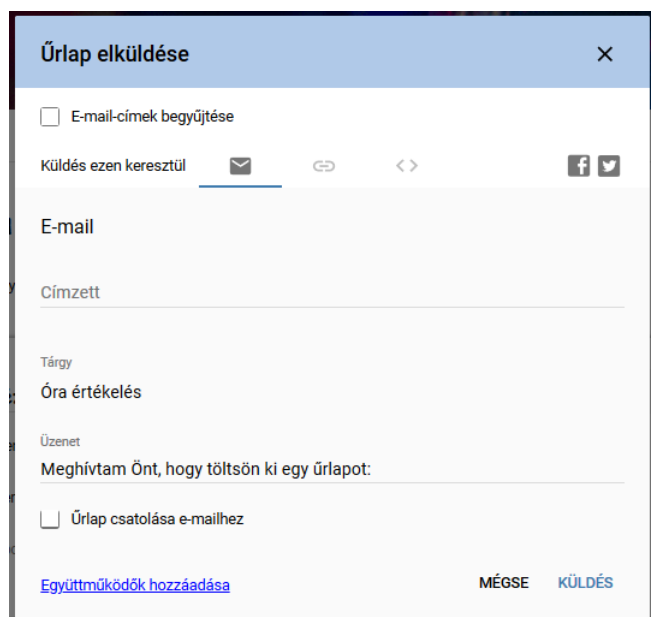 Űrlap elküldése
E-mail-címek begyűjtése
Küldés ezen keresztül
E-mail
Címzett
Tárgy
Óra értékelés
Üzenet
Meghívtam Önt, hogy töltsön ki egy űrlapot:
Űrlap csatolása e-mailhez
Együttműködők hozzáadása MÉGSE KÜLDÉS